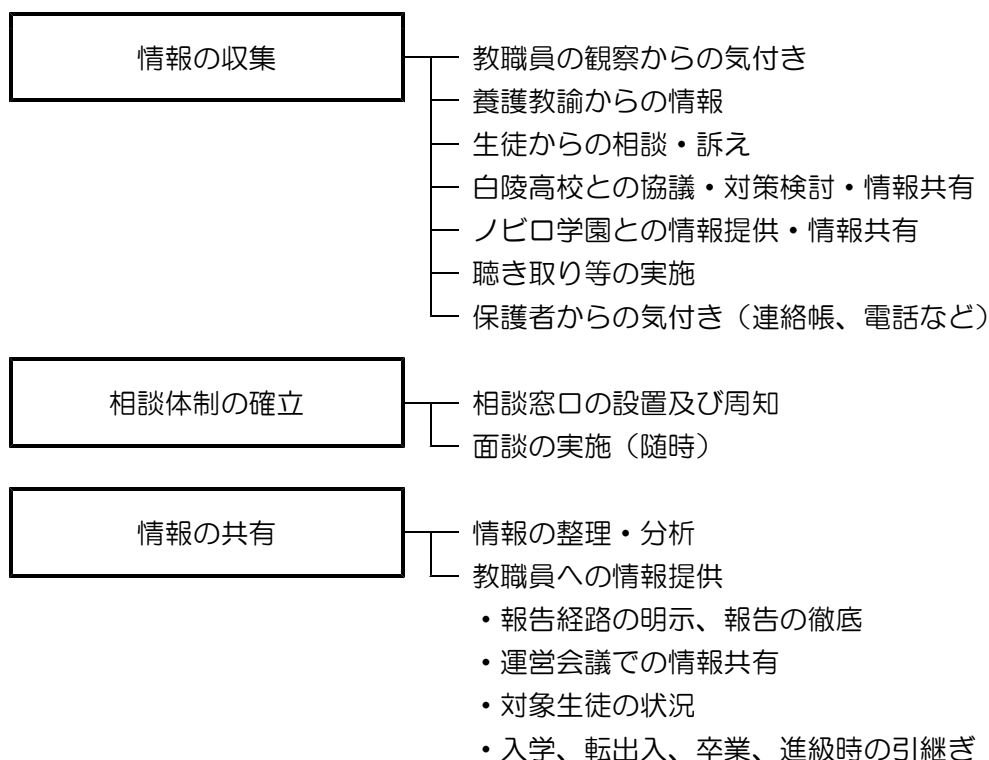 情報の収集
教職員の観察からの気付き
養護教諭からの情報
生徒からの相談・訴え
白陵高校との協議・対策検討・情報共有
ノビロ学園との情報提供・情報共有
聴き取り等の実施
保護者からの気付き（連絡帳、電話など）
相談体制の確立
相談窓口の設置及び周知
面談の実施（随時）
情報の共有
情報の整理・分析
教職員への情報提供
・報告経路の明示、報告の徹底
・運営会議での情報共有
・対象生徒の状況
・入学、転出入、卒業、進級時の引継ぎ